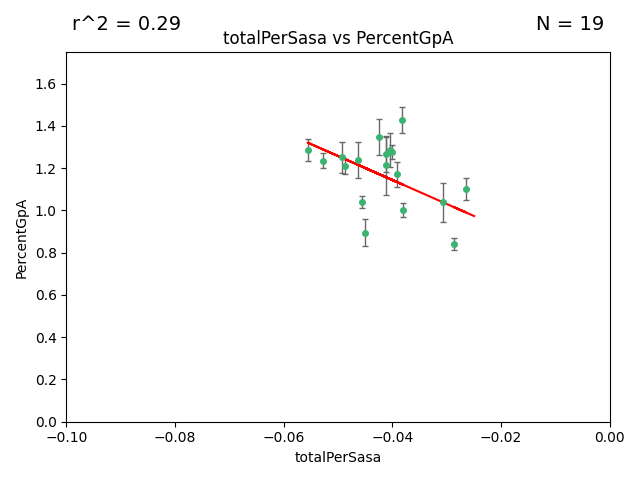 r^2 = 0.29
N = 19
totalPerSasa vs PercentGpA
1.6
1.4
1.2
1.0
0.8
0.6
0.4
0.2
0.0
PercentGpA
−0.10 −0.08 −0.06 −0.04 −0.02 0.00
totalPerSasa